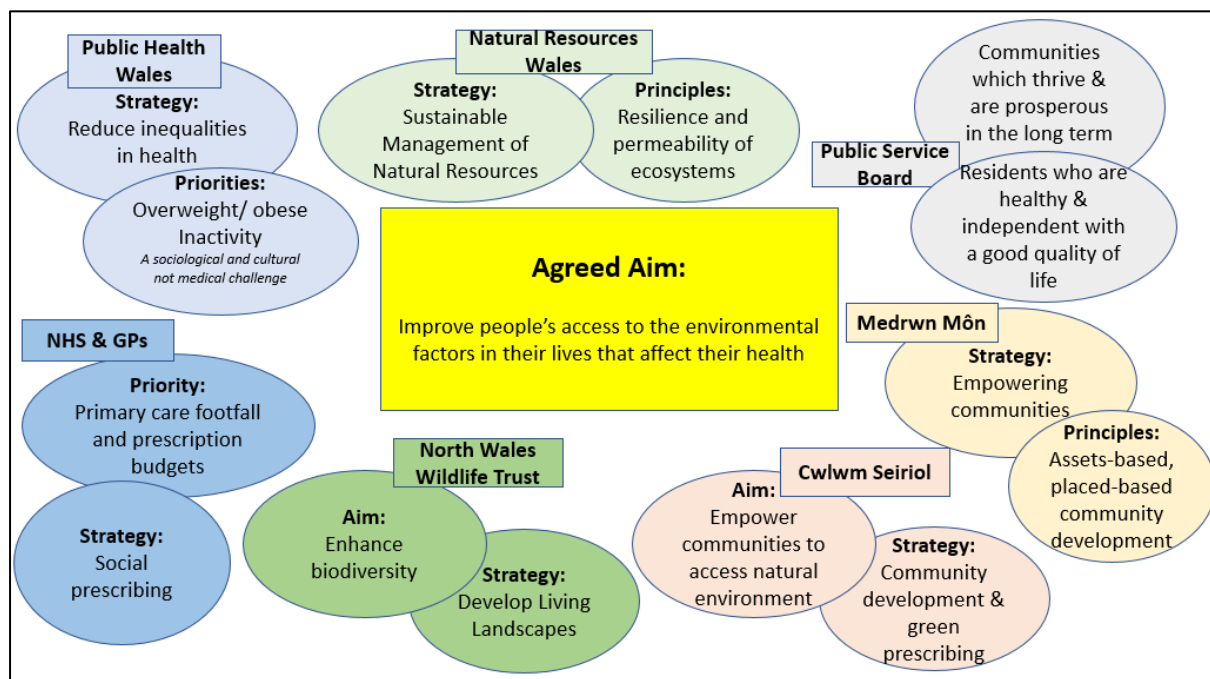 Public Health
Wales
Strategy:
Reduce inequalities
in health
Priorities:
Overweight/ obese
Inactivity
A sociological and cultural
not medical challenge
Natural Resources
Wales
Strategy:
Sustainable
Management of
Natural Resources
Principles:
Resilience and
permeability of
ecosystems
Communities
which thrive &
are prosperous
in the long term
Public Service
Board
Residents who are
healthy &
independent with
a good quality of
life
Agreed Aim:
Improve people’s access to the environmental
factors in their lives that affect their health
NHS & GPs
Priority:
Primary care footfall
and prescription
budgets
Strategy:
Social
prescribing
North Wales
Wildlife Trust
Aim:
Enhance
biodiversity
Strategy:
Develop Living
Landscapes
Cwlwm Seiriol
Aim:
Empower
communities to
access natural
environment
Strategy:
Community
development &
green
prescribing
Medrwn Môn
Strategy:
Empowering
communities
Principles:
Assets-based,
placed-based
community
development